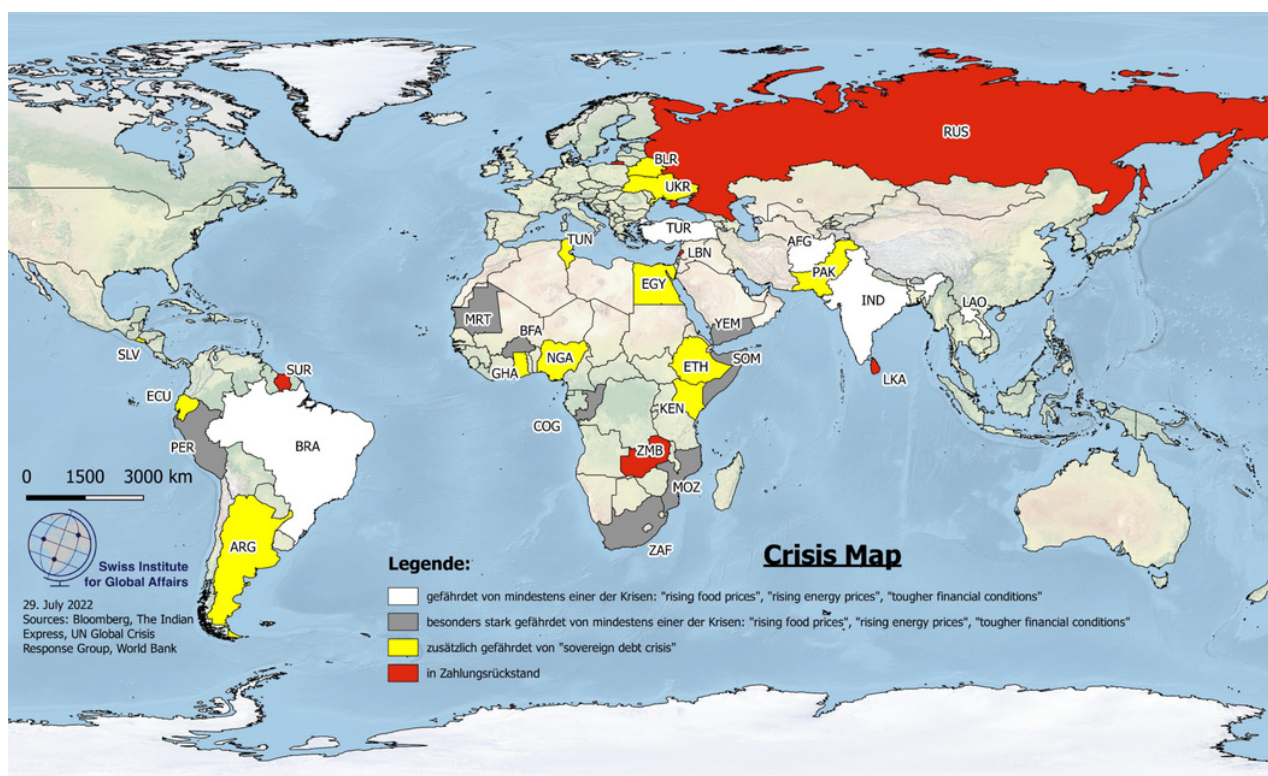 RUS
BLR
UKR
TUR
TUN
LBN
AFG
PAK
EGY
IND
LAO
MRT
BFA
YEM
SLV
NGA
ETH
SOM
GHA
LKA
SUR
ECU
KEN
COG
PER
BRA
ZMB
MOZ
ARG
ZAF
0 1500 3000 km
Swiss Institute
for Global Affairs
29. July 2022
Sources: Bloomberg, The Indian
Express, UN Global Crisis
Response Group, World Bank
Crisis Map
Legende:
gefährdet von mindestens einer der Krisen: "rising food prices", "rising energy prices", "tougher financial conditions"
besonders stark gefährdet von mindestens einer der Krisen: "rising food prices", "rising energy prices", "tougher financial conditions"
zusätzlich gefährdet von "sovereign debt crisis"
in Zahlungsrückstand